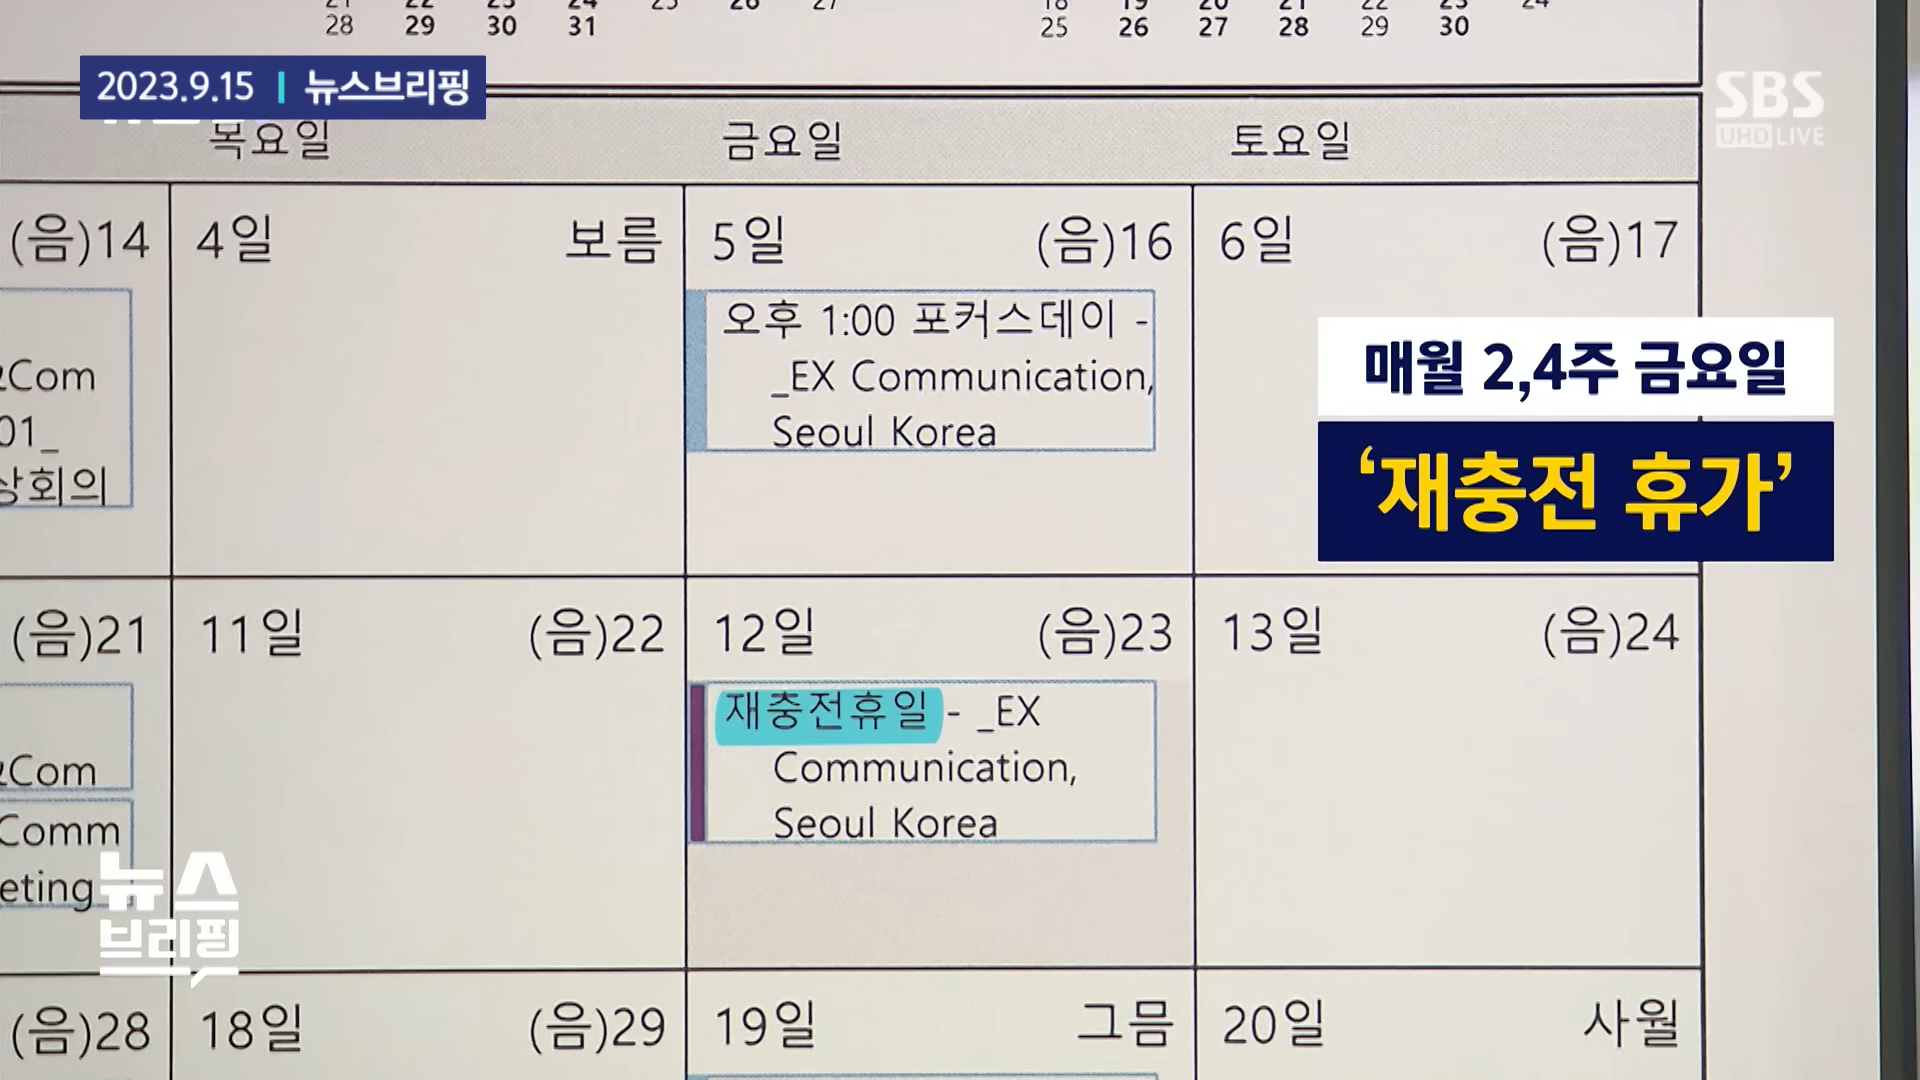 28 29 30 31
25 26 27 28 29 30
2023.9.15 | 뉴스브리핑
SBS
UHD LIVE
목요일 금요일 토요일
(음)14 4일 보름 5일 (음)16 6일 (음)17
오후 1:00 포커스데이 -
_EX Communication,
Seoul Korea
Com
01_
상회의
매월 2,4주 금요일
‘재충전 휴가’
(음)21 11일 (음)22 12일 (음)23 13일 (음)24
재충전휴일 - _EX
Communication,
Seoul Korea
Com
Comm
eting
뉴스
브리핑
(음)28 18일 (음)29 19일 그믐 20일 사월